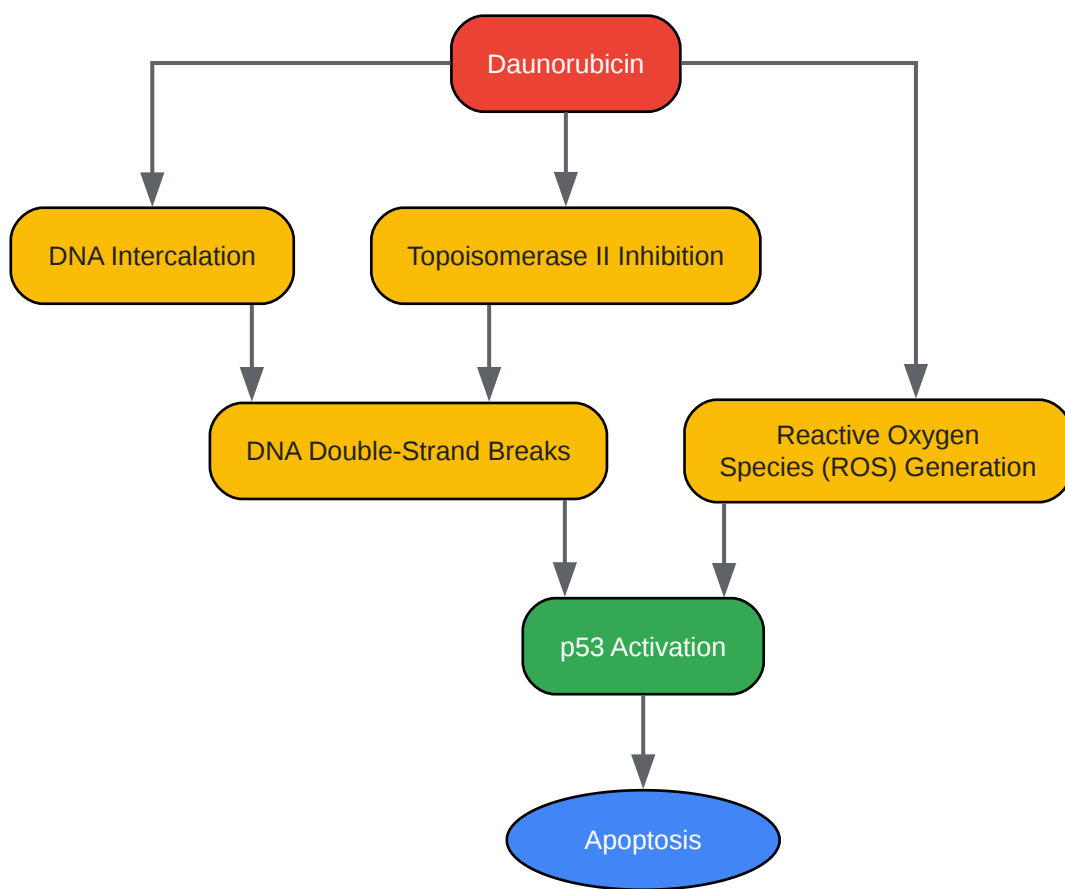 Daunorubicin
DNA Intercalation
Topoisomerase II Inhibition
DNA Double-Strand Breaks
Reactive Oxygen
Species (ROS) Generation
p53 Activation
Apoptosis